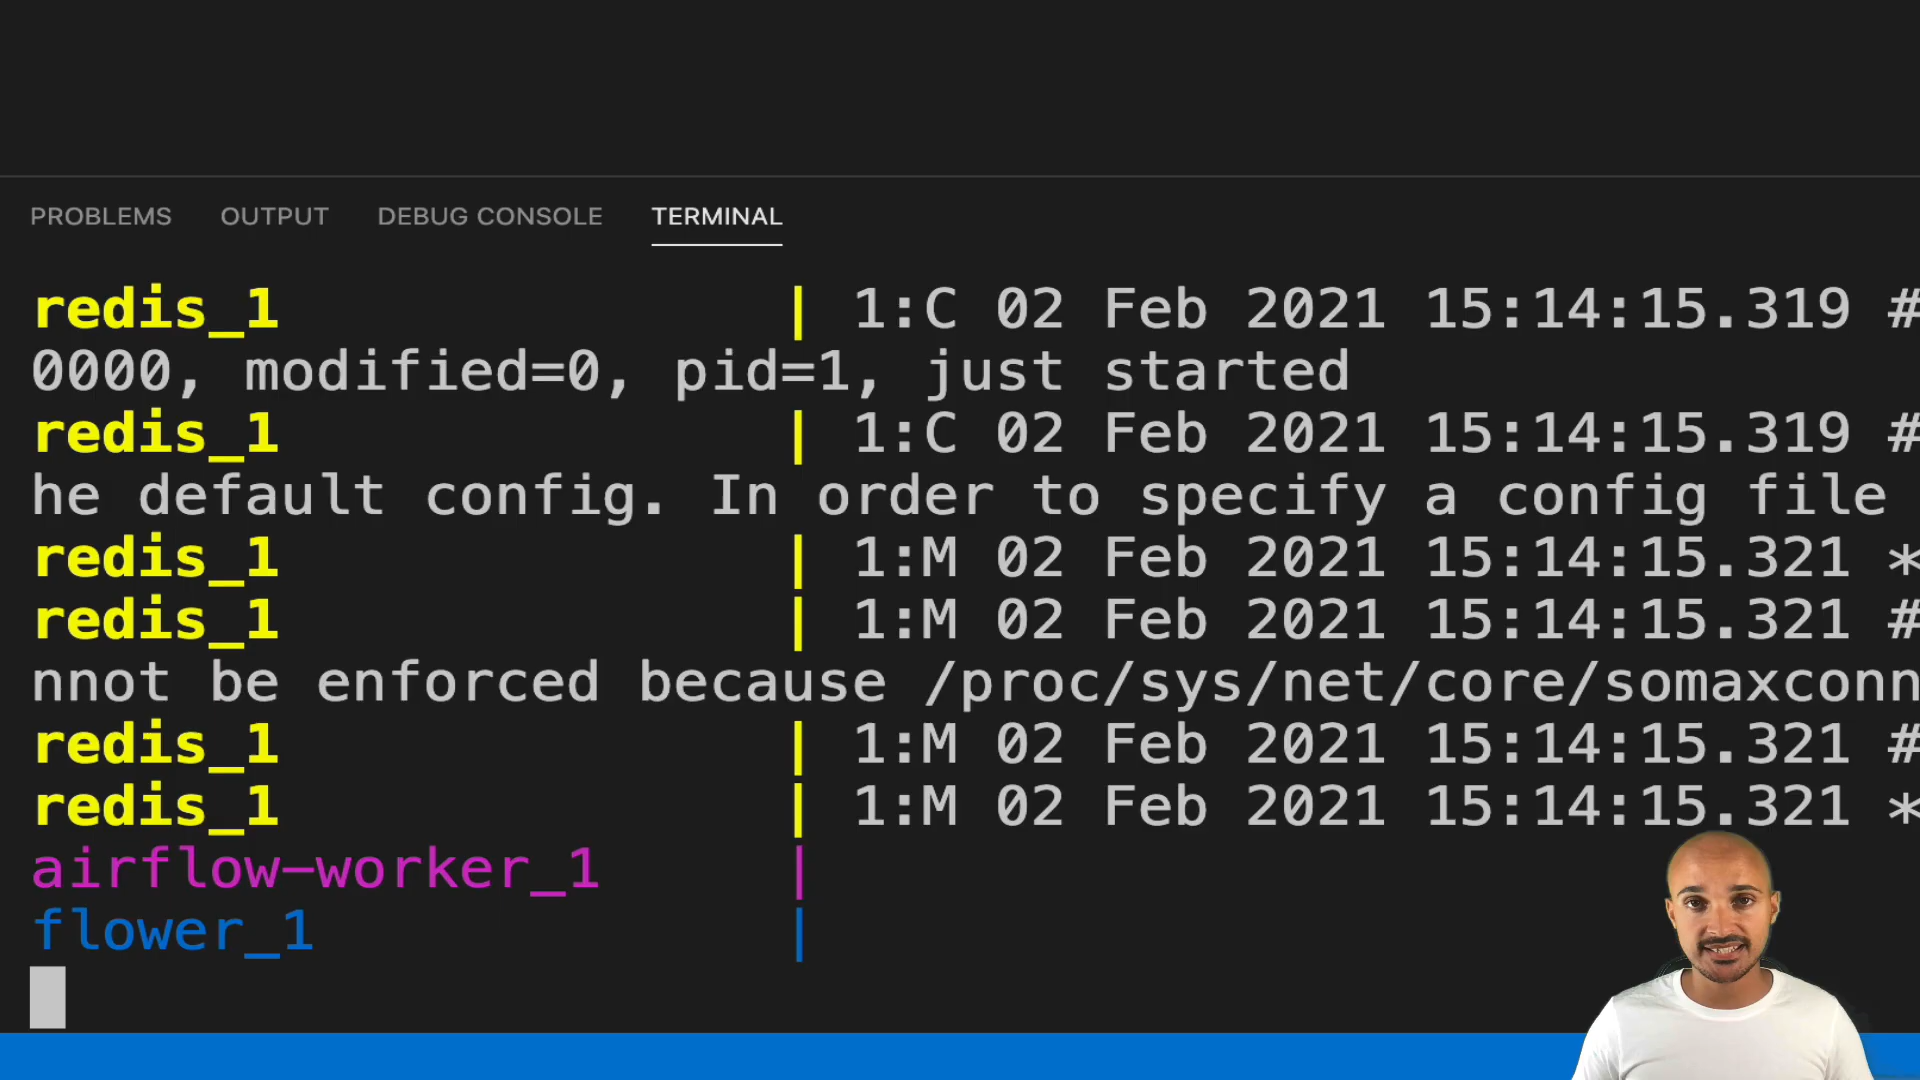 PROBLEMS OUTPUT DEBUG CONSOLE TERMINAL
redis_1 | 1:C 02 Feb 2021 15:14:15.319 #
0000, modified=0, pid=1, just started
redis_1 | 1:C 02 Feb 2021 15:14:15.319 #
he default config. In order to specify a config file
redis_1 | 1:M 02 Feb 2021 15:14:15.321 *
redis_1 | 1:M 02 Feb 2021 15:14:15.321 #
nnot be enforced because /proc/sys/net/core/somaxconn
redis_1 | 1:M 02 Feb 2021 15:14:15.321 #
redis_1 | 1:M 02 Feb 2021 15:14:15.321 *
airflow-worker_1 |
flower_1 |